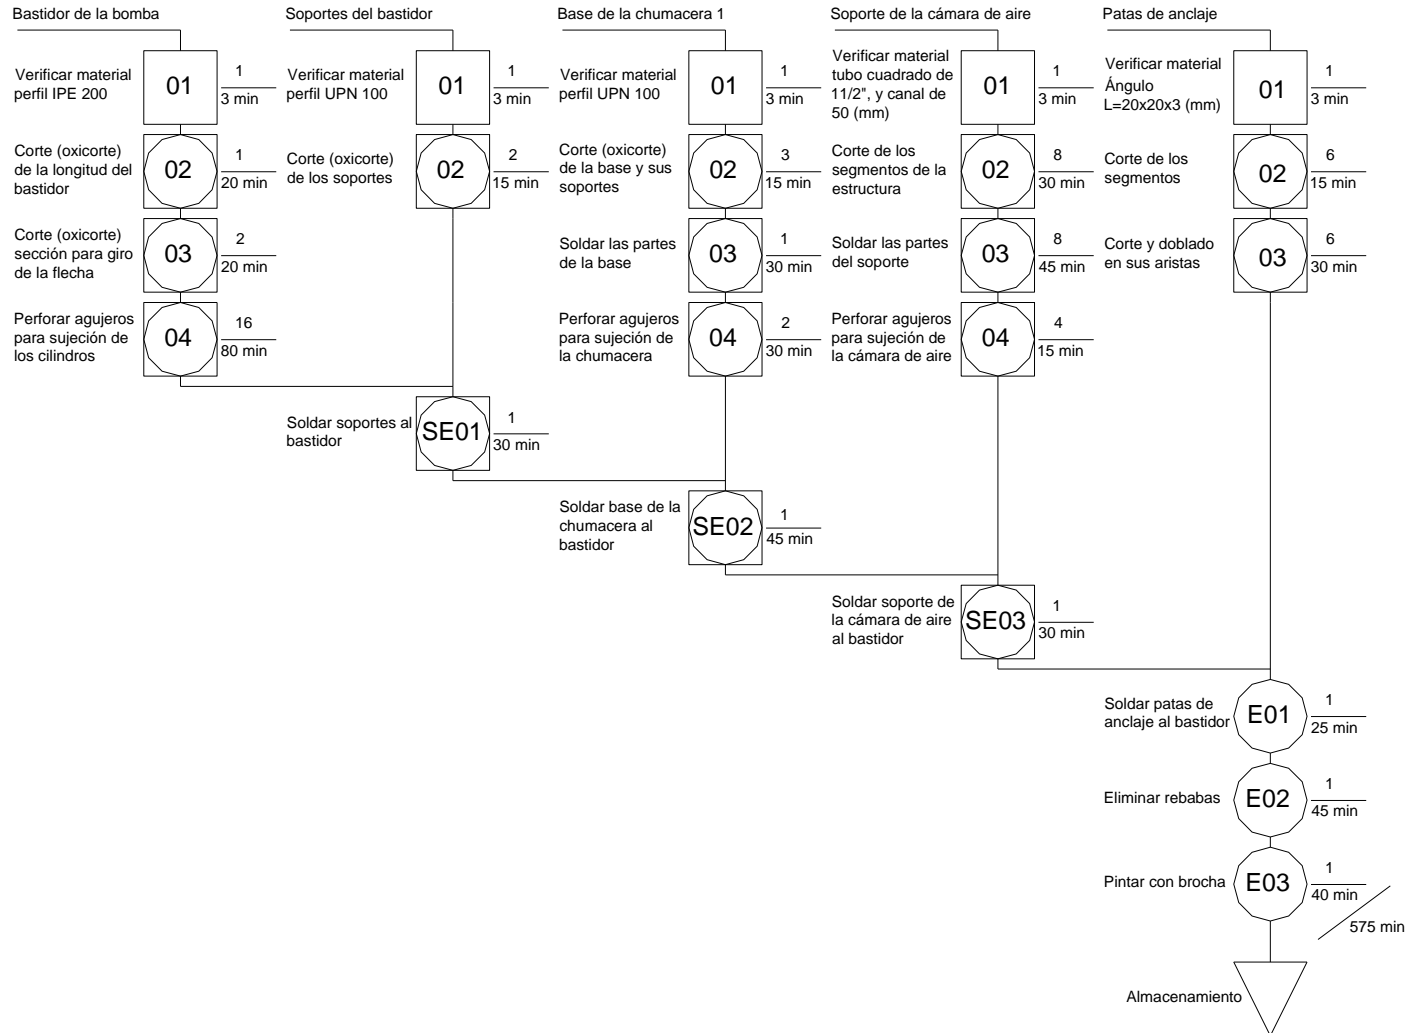 Bastidor de la bomba
Verificar material
perfil IPE 200
01
1
3 min
Corte (oxicorte)
de la longitud del
bastidor
02
1
20 min
Corte (oxicorte)
sección para giro
de la flecha
03
2
20 min
Perforar agujeros
para sujeción de
los cilindros
04
16
80 min
Soportes del bastidor
Verificar material
perfil UPN 100
01
1
3 min
Corte (oxicorte)
de los soportes
02
2
15 min
Soldar soportes al
bastidor
SE01
1
30 min
Base de la chumacera 1
Verificar material
perfil UPN 100
01
1
3 min
Corte (oxicorte)
de la base y sus
soportes
02
3
15 min
Soldar las partes
de la base
03
1
30 min
Perforar agujeros
para sujeción de
la chumacera
04
2
30 min
Soldar base de la
chumacera al
bastidor
SE02
1
45 min
Soporte de la cámara de aire
Verificar material
tubo cuadrado de
11/2", y canal de
50 (mm)
01
1
3 min
Corte de los
segmentos de la
estructura
02
8
30 min
Soldar las partes
del soporte
03
8
45 min
Perforar agujeros
para sujeción de
la cámara de aire
04
4
15 min
Soldar soporte de
la cámara de aire
al bastidor
SE03
1
30 min
Patas de anclaje
Verificar material
Ángulo
L=20x20x3 (mm)
01
1
3 min
Corte de los
segmentos
02
6
15 min
Corte y doblado
en sus aristas
03
6
30 min
Soldar patas de
anclaje al bastidor
E01
1
25 min
Eliminar rebabas
E02
1
45 min
Pintar con brocha
E03
1
40 min
575 min
Almacenamiento